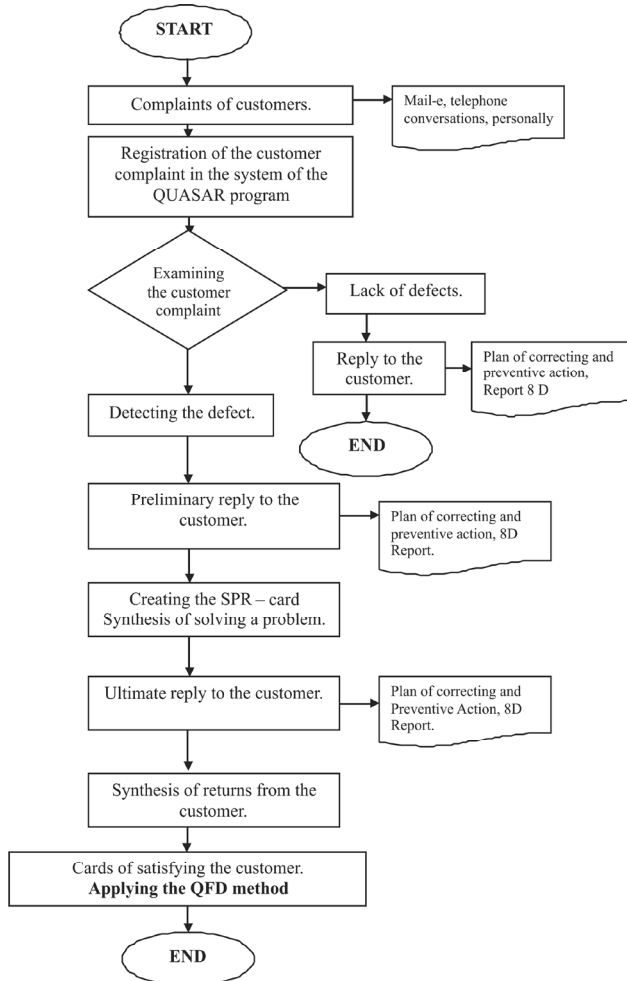 START
Complaints of customers.
Mail-e, telephone
conversations, personally
Registration of the customer
complaint in the system of the
QUASAR program
Examining
the customer
complaint
Lack of defects.
Reply to the
customer.
Plan of correcting and
preventive action,
Report 8 D
END
Detecting the defect.
Preliminary reply to the
customer.
Plan of correcting and
preventive action, 8D
Report.
Creating the SPR – card
Synthesis of solving a problem.
Ultimate reply to the customer.
Plan of correcting and
Preventive Action, 8D
Report.
Synthesis of returns from the
customer.
Cards of satisfying the customer.
Applying the QFD method
END